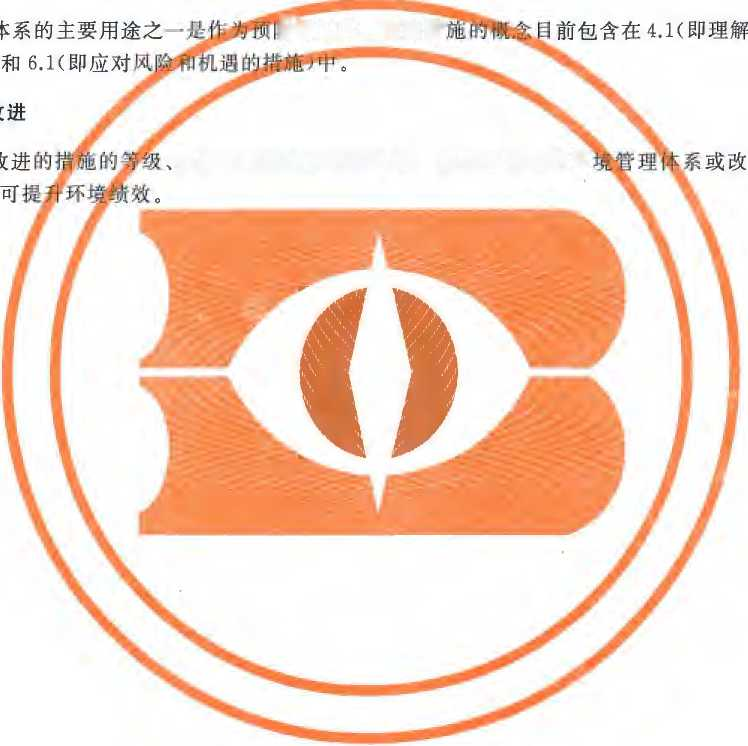 体系的主要用途之一是作为预 施的概念目前包含在 4.1(即理解
和 6.1(即应对风险和机遇的措施)中。
改进
改进的措施的等级、 境管理体系或改
可提升环境绩效。